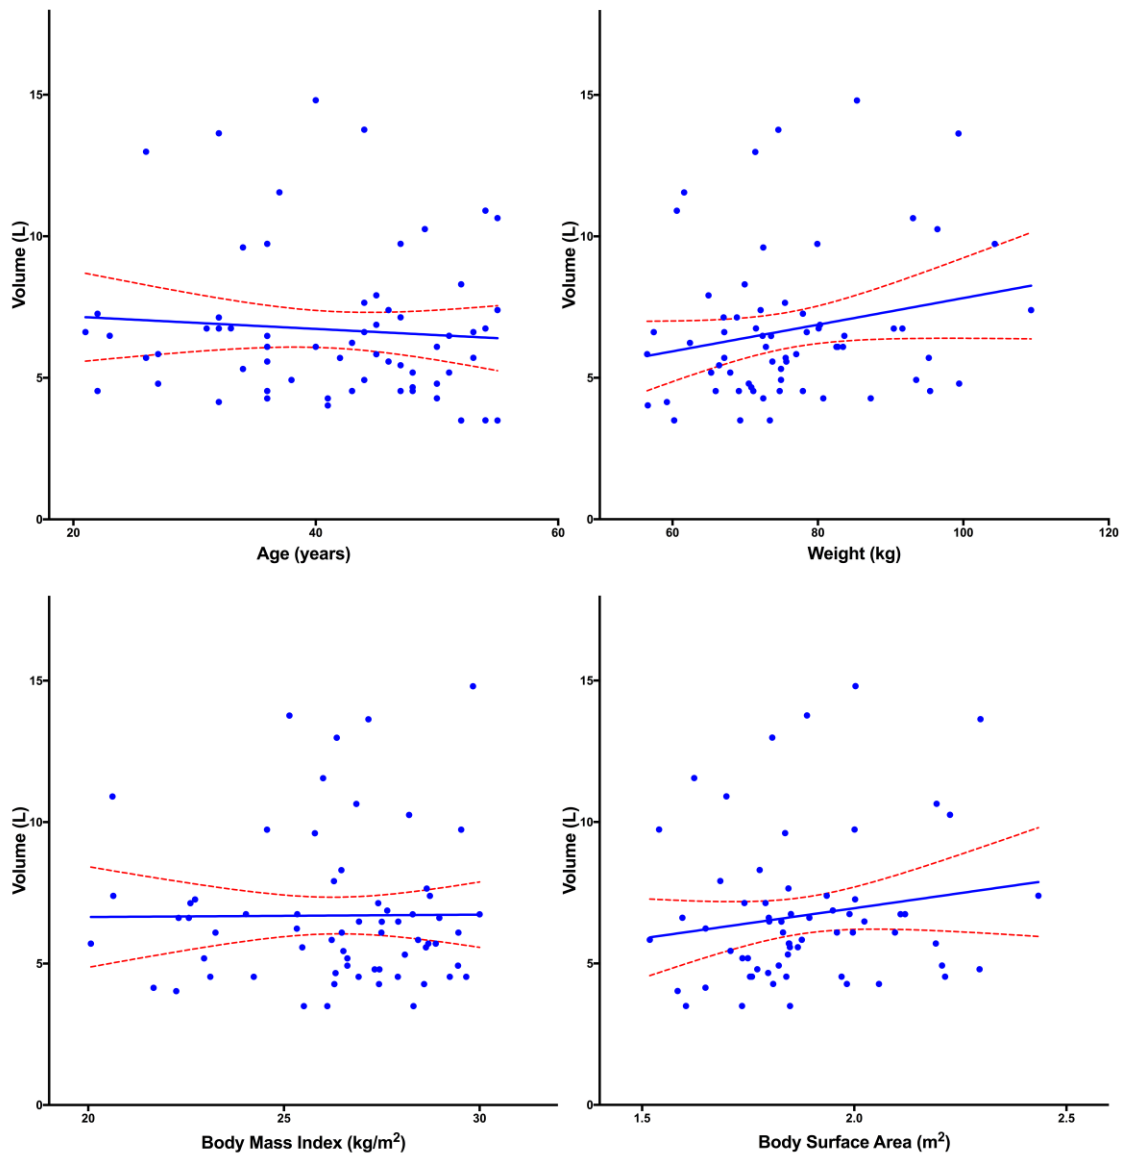 15
10
5
0
Volume (L)
20 40 60
Age (years)
15
10
5
0
Volume (L)
60 80 100 120
Weight (kg)
15
10
5
0
Volume (L)
20 25 30
Body Mass Index (kg/m²)
15
10
5
0
Volume (L)
1.5 2.0 2.5
Body Surface Area (m²)